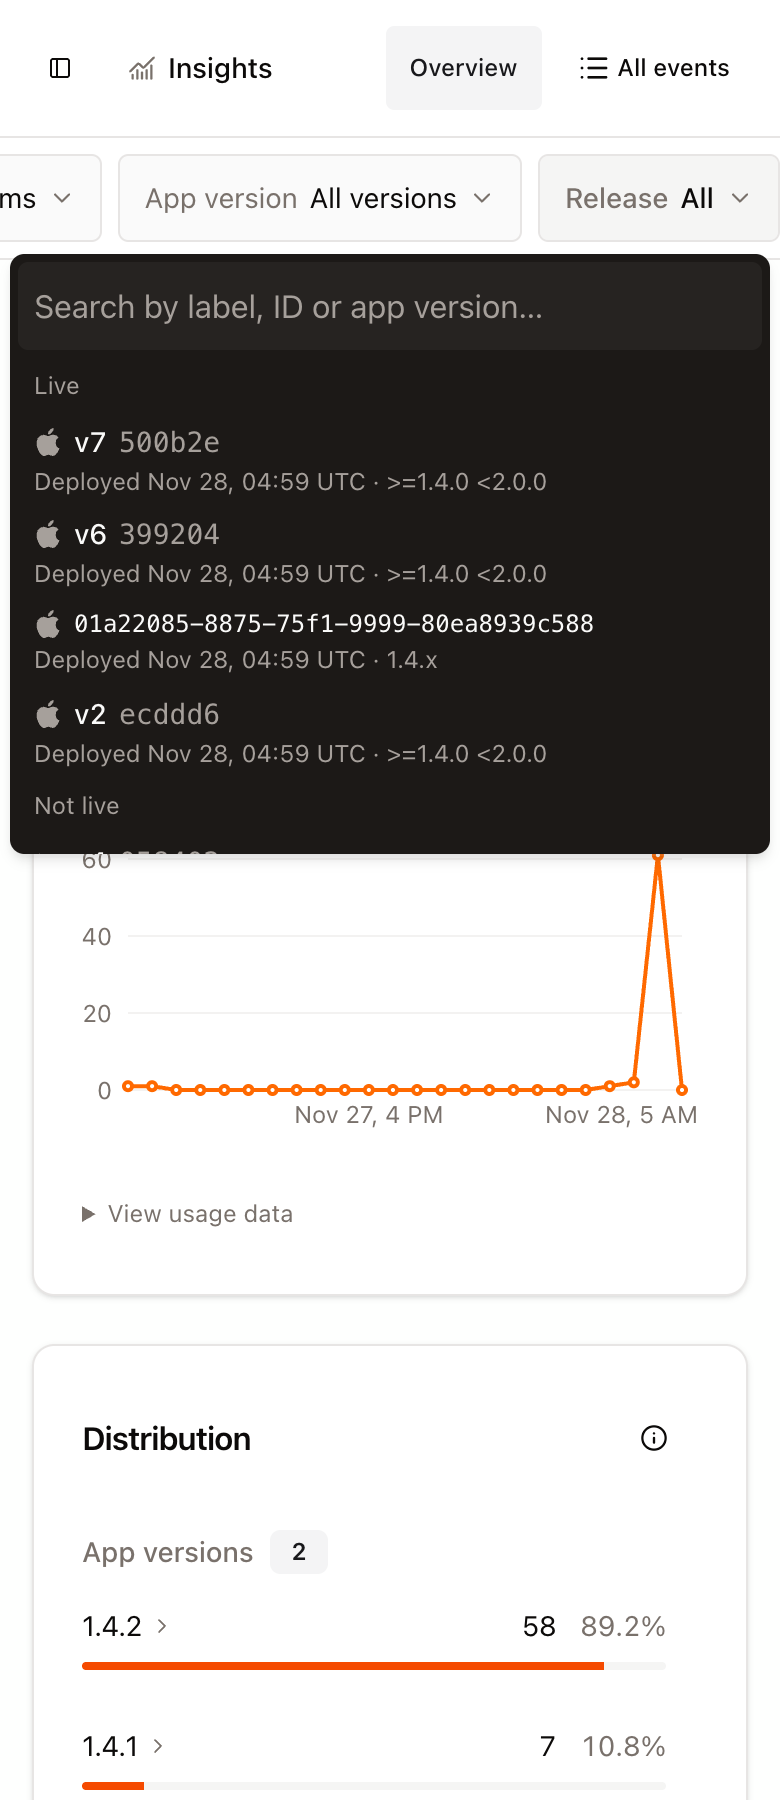 Insights
Overview
All events
ms
App version All versions
Release All
Search by label, ID or app version...
Live
v7 500b2e
Deployed Nov 28, 04:59 UTC · >=1.4.0 <2.0.0
v6 399204
Deployed Nov 28, 04:59 UTC · >=1.4.0 <2.0.0
01a22085-8875-75f1-9999-80ea8939c588
Deployed Nov 28, 04:59 UTC · 1.4.x
v2 ecddd6
Deployed Nov 28, 04:59 UTC · >=1.4.0 <2.0.0
Not live
60
40
20
0
Nov 27, 4 PM
Nov 28, 5 AM
View usage data
Distribution
App versions 2
1.4.2 58 89.2%
1.4.1 7 10.8%